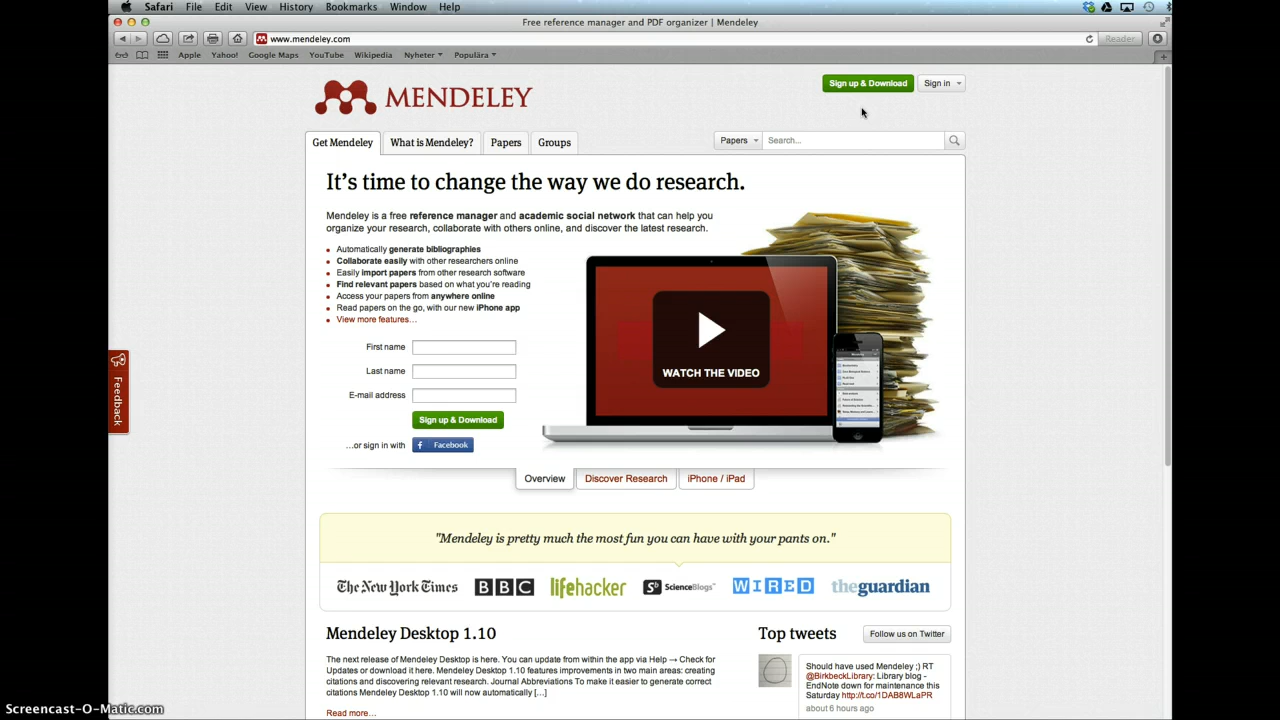 Safari File Edit View History Bookmarks Window Help
Free reference manager and PDF organizer | Mendeley
www.mendeley.com
Reader
Apple Yahoo! Google Maps YouTube Wikipedia Nyheter Populära
Sign up & Download Sign in
MENDELEY
Get Mendeley What is Mendeley? Papers Groups
Papers Search...
It's time to change the way we do research.
Mendeley is a free reference manager and academic social network that can help you
organize your research, collaborate with others online, and discover the latest research.
Automatically generate bibliographies
Collaborate easily with other researchers online
Easily import papers from other research software
Find relevant papers based on what you're reading
Access your papers from anywhere online
Read papers on the go, with our new iPhone app
View more features…
First name
Last name
E-mail address
Sign up & Download
...or sign in with Facebook
WATCH THE VIDEO
Feedback
Overview Discover Research iPhone / iPad
"Mendeley is pretty much the most fun you can have with your pants on."
The New York Times BBC lifehacker Sb ScienceBlogs WIRED theguardian
Mendeley Desktop 1.10
The next release of Mendeley Desktop is here. You can update from within the app via Help → Check for
Updates or download it here. Mendeley Desktop 1.10 features improvements in two main areas: creating
citations and discovering relevant research. Journal Abbreviations To make it easier to generate correct
citations Mendeley Desktop 1.10 will now automatically [...]
Read more…
Top tweets Follow us on Twitter
Should have used Mendeley ;) RT
@BirkbeckLibrary: Library blog -
EndNote down for maintenance this
Saturday http://t.co/1DAB8WLaPR
about 6 hours ago
Screencast-O-Matic.com